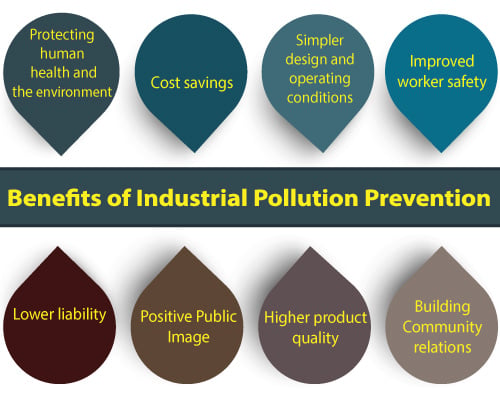 Protecting
human
health and
the environment
Cost savings
Simpler
design and
operating
conditions
Improved
worker safety
Benefits of Industrial Pollution Prevention
Lower liability
Positive Public
Image
Higher product
quality
Building
Community
relations